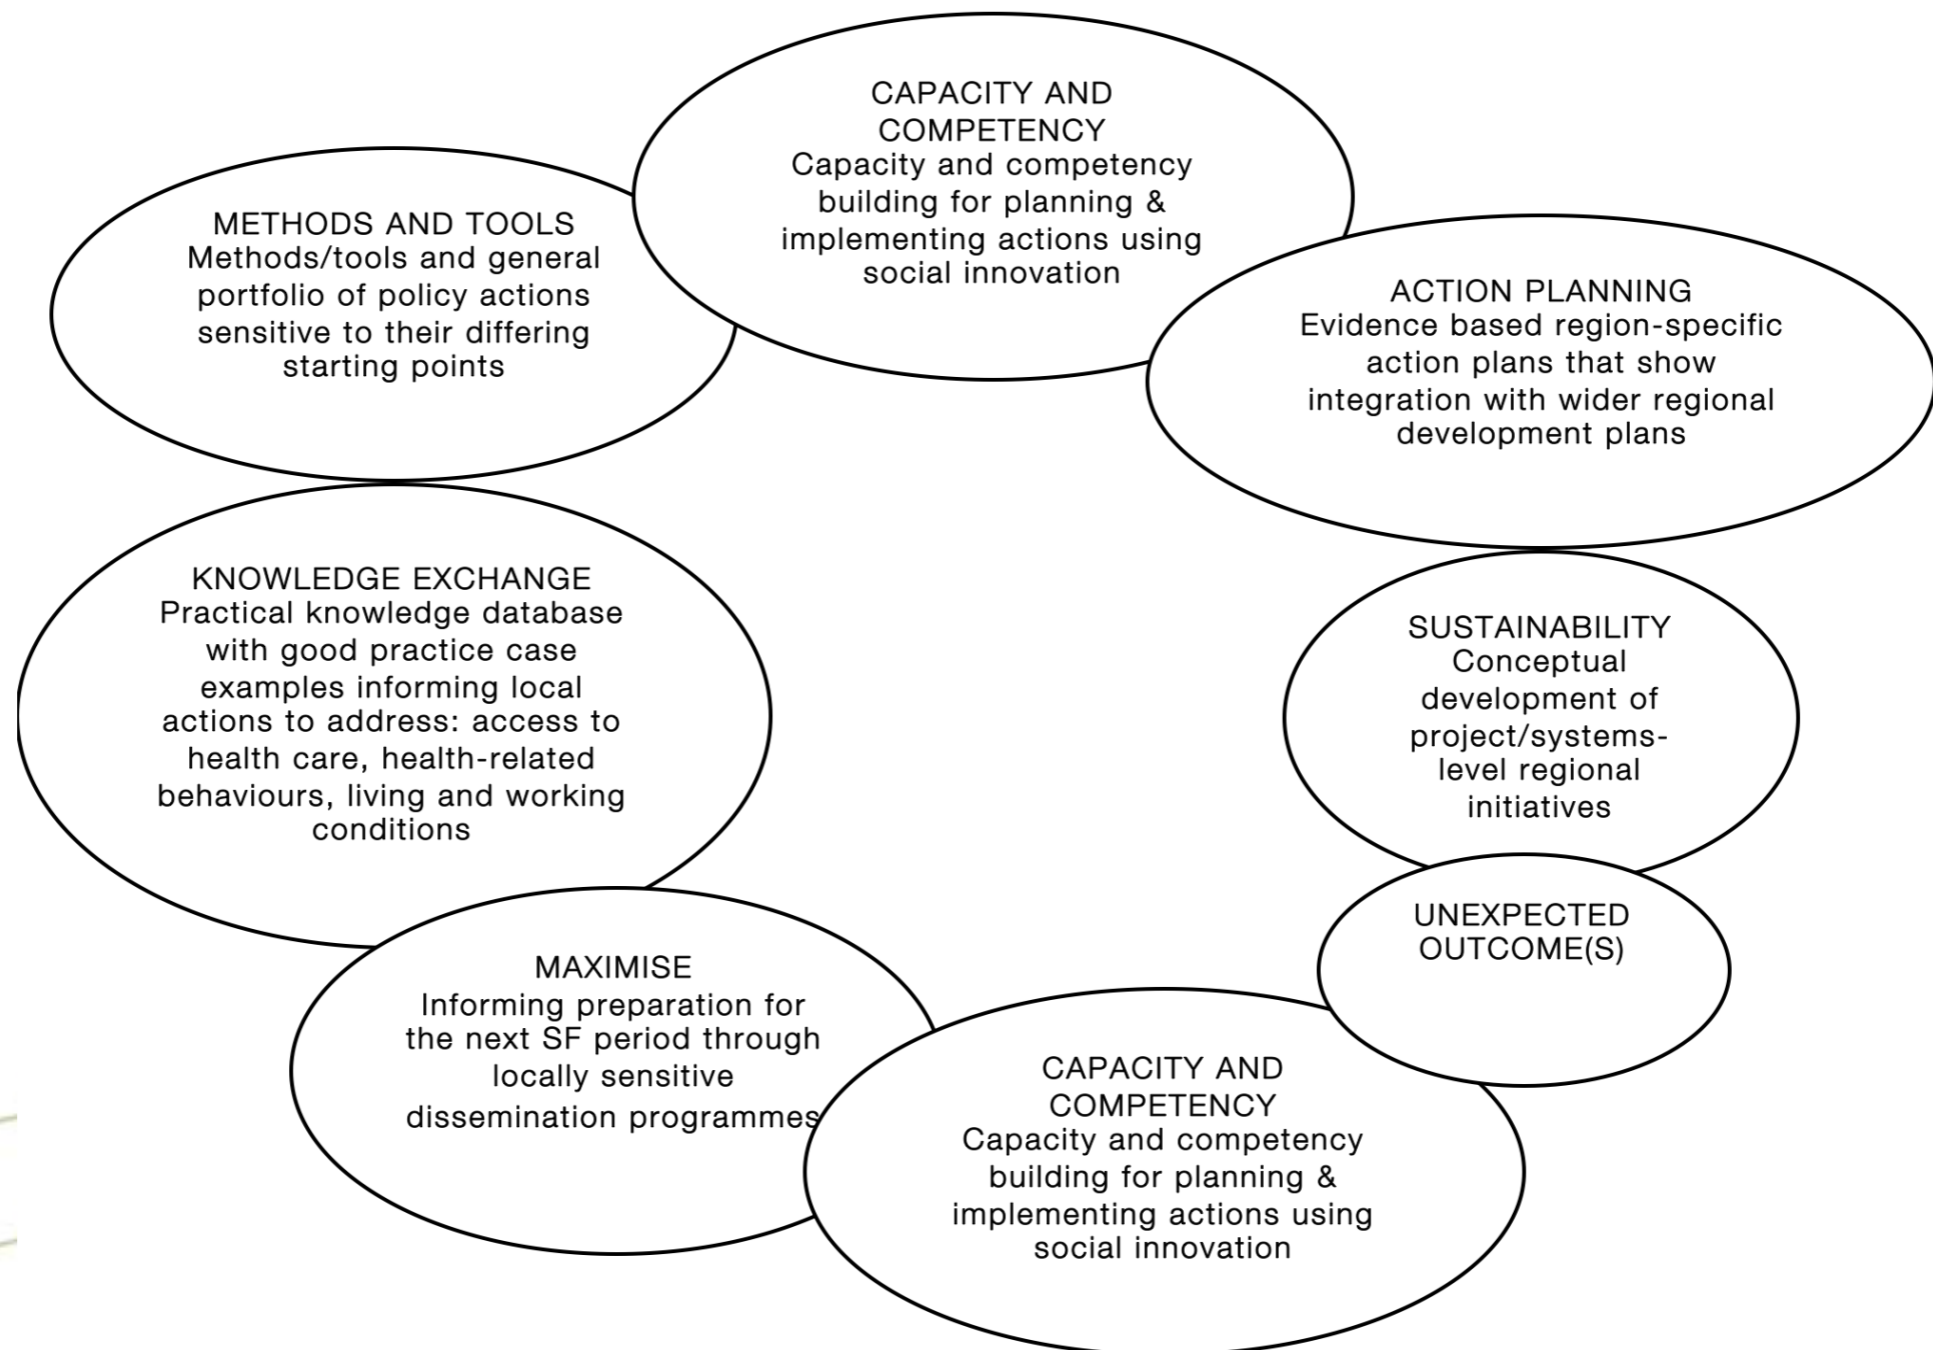 CAPACITY AND
COMPETENCY
Capacity and competency
building for planning &
implementing actions using
social innovation
METHODS AND TOOLS
Methods/tools and general
portfolio of policy actions
sensitive to their differing
starting points
ACTION PLANNING
Evidence based region-specific
action plans that show
integration with wider regional
development plans
KNOWLEDGE EXCHANGE
Practical knowledge database
with good practice case
examples informing local
actions to address: access to
health care, health-related
behaviours, living and working
conditions
SUSTAINABILITY
Conceptual
development of
project/systems-
level regional
initiatives
UNEXPECTED
OUTCOME(S)
MAXIMISE
Informing preparation for
the next SF period through
locally sensitive
dissemination programmes
CAPACITY AND
COMPETENCY
Capacity and competency
building for planning &
implementing actions using
social innovation